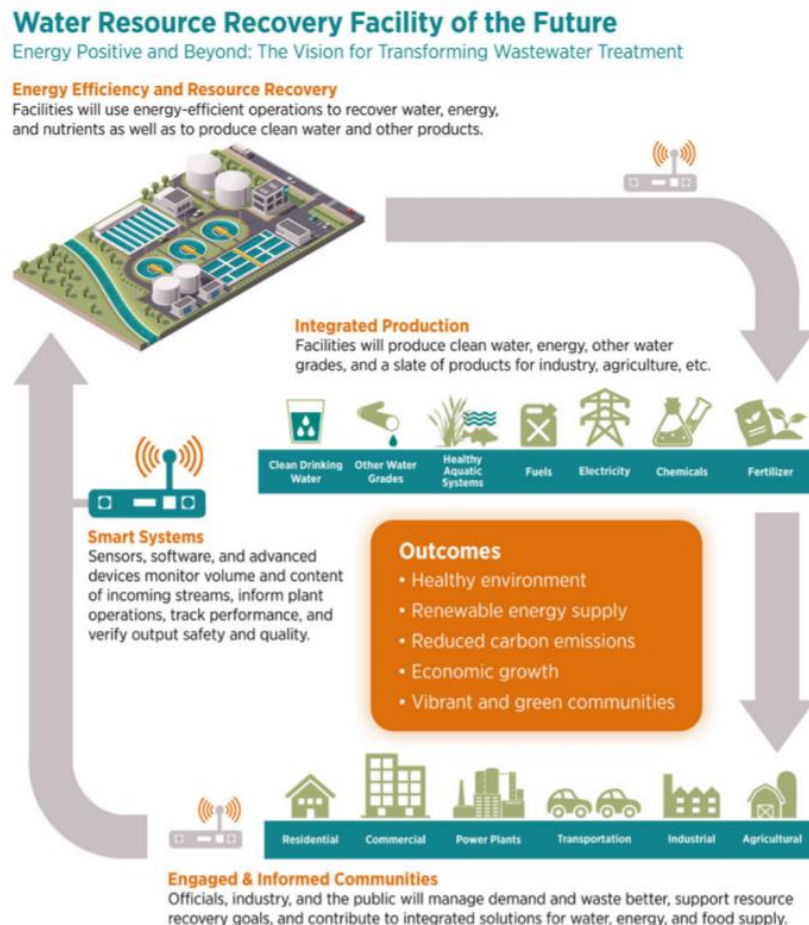 Water Resource Recovery Facility of the Future
Energy Positive and Beyond: The Vision for Transforming Wastewater Treatment
Energy Efficiency and Resource Recovery
Facilities will use energy-efficient operations to recover water, energy,
and nutrients as well as to produce clean water and other products.
Integrated Production
Facilities will produce clean water, energy, other water
grades, and a slate of products for industry, agriculture, etc.
Clean Drinking
Water
Other Water
Grades
Healthy
Aquatic
Systems
Fuels
Electricity
Chemicals
Fertilizer
Smart Systems
Sensors, software, and advanced
devices monitor volume and content
of incoming streams, inform plant
operations, track performance, and
verify output safety and quality.
Outcomes
• Healthy environment
• Renewable energy supply
• Reduced carbon emissions
• Economic growth
• Vibrant and green communities
Residential
Commercial
Power Plants
Transportation
Industrial
Agricultural
Engaged & Informed Communities
Officials, industry, and the public will manage demand and waste better, support resource
recovery goals, and contribute to integrated solutions for water, energy, and food supply.